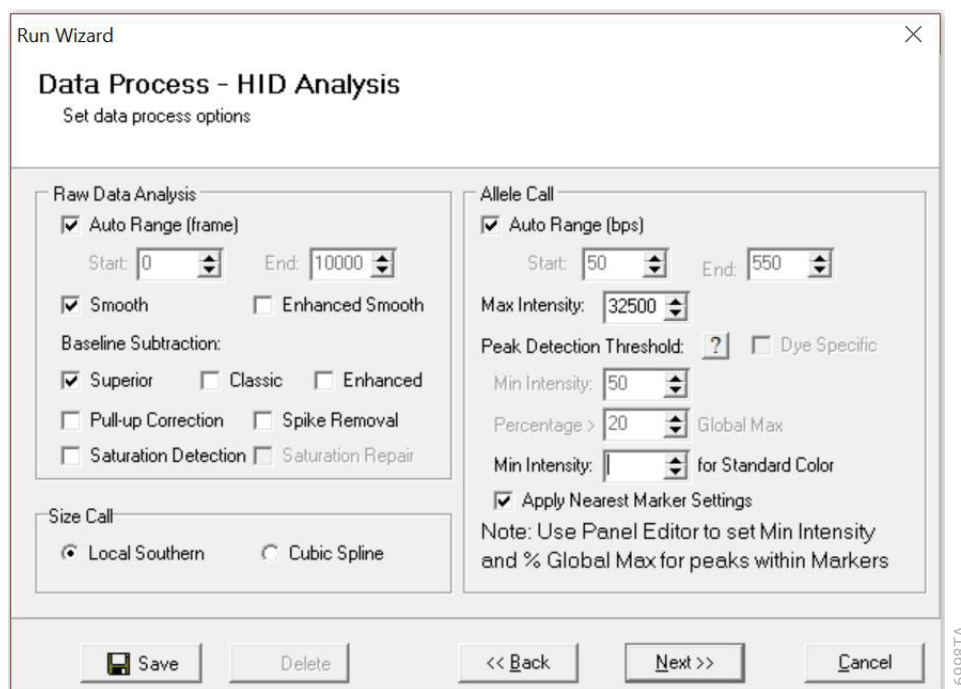 Run Wizard
Data Process - HID Analysis
Set data process options
Raw Data Analysis
Auto Range (frame)
Start: 0 End: 10000
Smooth Enhanced Smooth
Baseline Subtraction:
Superior Classic Enhanced
Pull-up Correction Spike Removal
Saturation Detection Saturation Repair
Size Call
Local Southern Cubic Spline
Allele Call
Auto Range (bps)
Start: 50 End: 550
Max Intensity: 32500
Peak Detection Threshold: ? Dye Specific
Min Intensity: 50
Percentage > 20 Global Max
Min Intensity: for Standard Color
Apply Nearest Marker Settings
Note: Use Panel Editor to set Min Intensity
and % Global Max for peaks within Markers
Save Delete << Back Next >> Cancel
6998TA